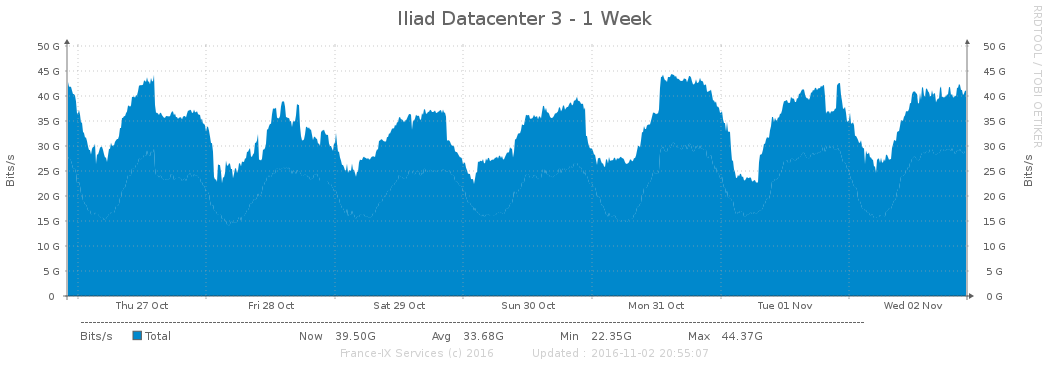 Iliad Datacenter 3 - 1 Week
RRDTOOL / TOBI OETIKER
Bits/s
Bits/s
50 G 50 G
45 G 45 G
40 G 40 G
35 G 35 G
30 G 30 G
25 G 25 G
20 G 20 G
15 G 15 G
10 G 10 G
5 G 5 G
0 0 G
Thu 27 Oct Fri 28 Oct Sat 29 Oct Sun 30 Oct Mon 31 Oct Tue 01 Nov Wed 02 Nov
Bits/s Total Now 39.50G Avg 33.68G Min 22.35G Max 44.37G
France-IX Services (c) 2016 Updated : 2016-11-02 20:55:07